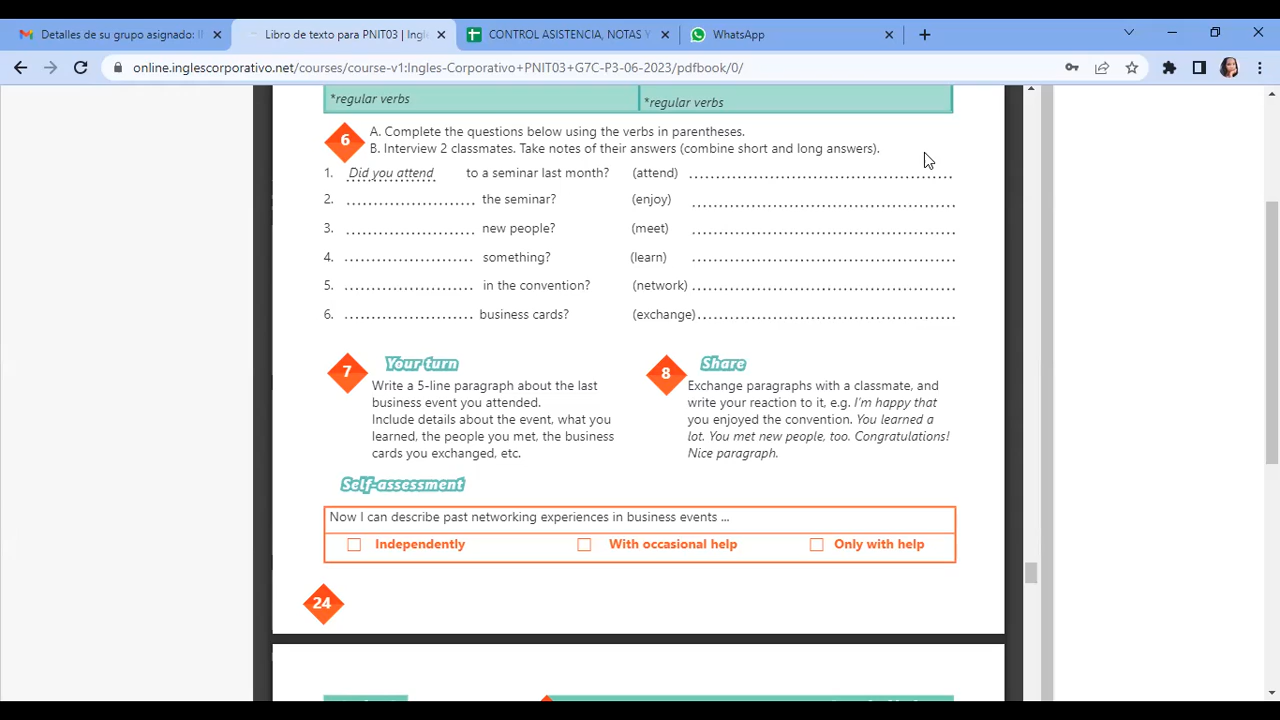 Detalles de su grupo asignado: I
Libro de texto para PNIT03 | Ingl
CONTROL ASISTENCIA, NOTAS Y
WhatsApp
online.inglescorporativo.net/courses/course-v1:Ingles-Corporativo+PNIT03+G7C-P3-06-2023/pdfbook/0/
*regular verbs
*regular verbs
6
A. Complete the questions below using the verbs in parentheses.
B. Interview 2 classmates. Take notes of their answers (combine short and long answers).
1. Did you attend to a seminar last month? (attend) ................................................
2. ........................ the seminar? (enjoy) ................................................
3. ........................ new people? (meet) ................................................
4. ........................ something? (learn) ................................................
5. ........................ in the convention? (network) ................................................
6. ........................ business cards? (exchange) ................................................
7
Your turn
Write a 5-line paragraph about the last
business event you attended.
Include details about the event, what you
learned, the people you met, the business
cards you exchanged, etc.
8
Share
Exchange paragraphs with a classmate, and
write your reaction to it, e.g. I'm happy that
you enjoyed the convention. You learned a
lot. You met new people, too. Congratulations!
Nice paragraph.
Self-assessment
Now I can describe past networking experiences in business events ...
Independently
With occasional help
Only with help
24